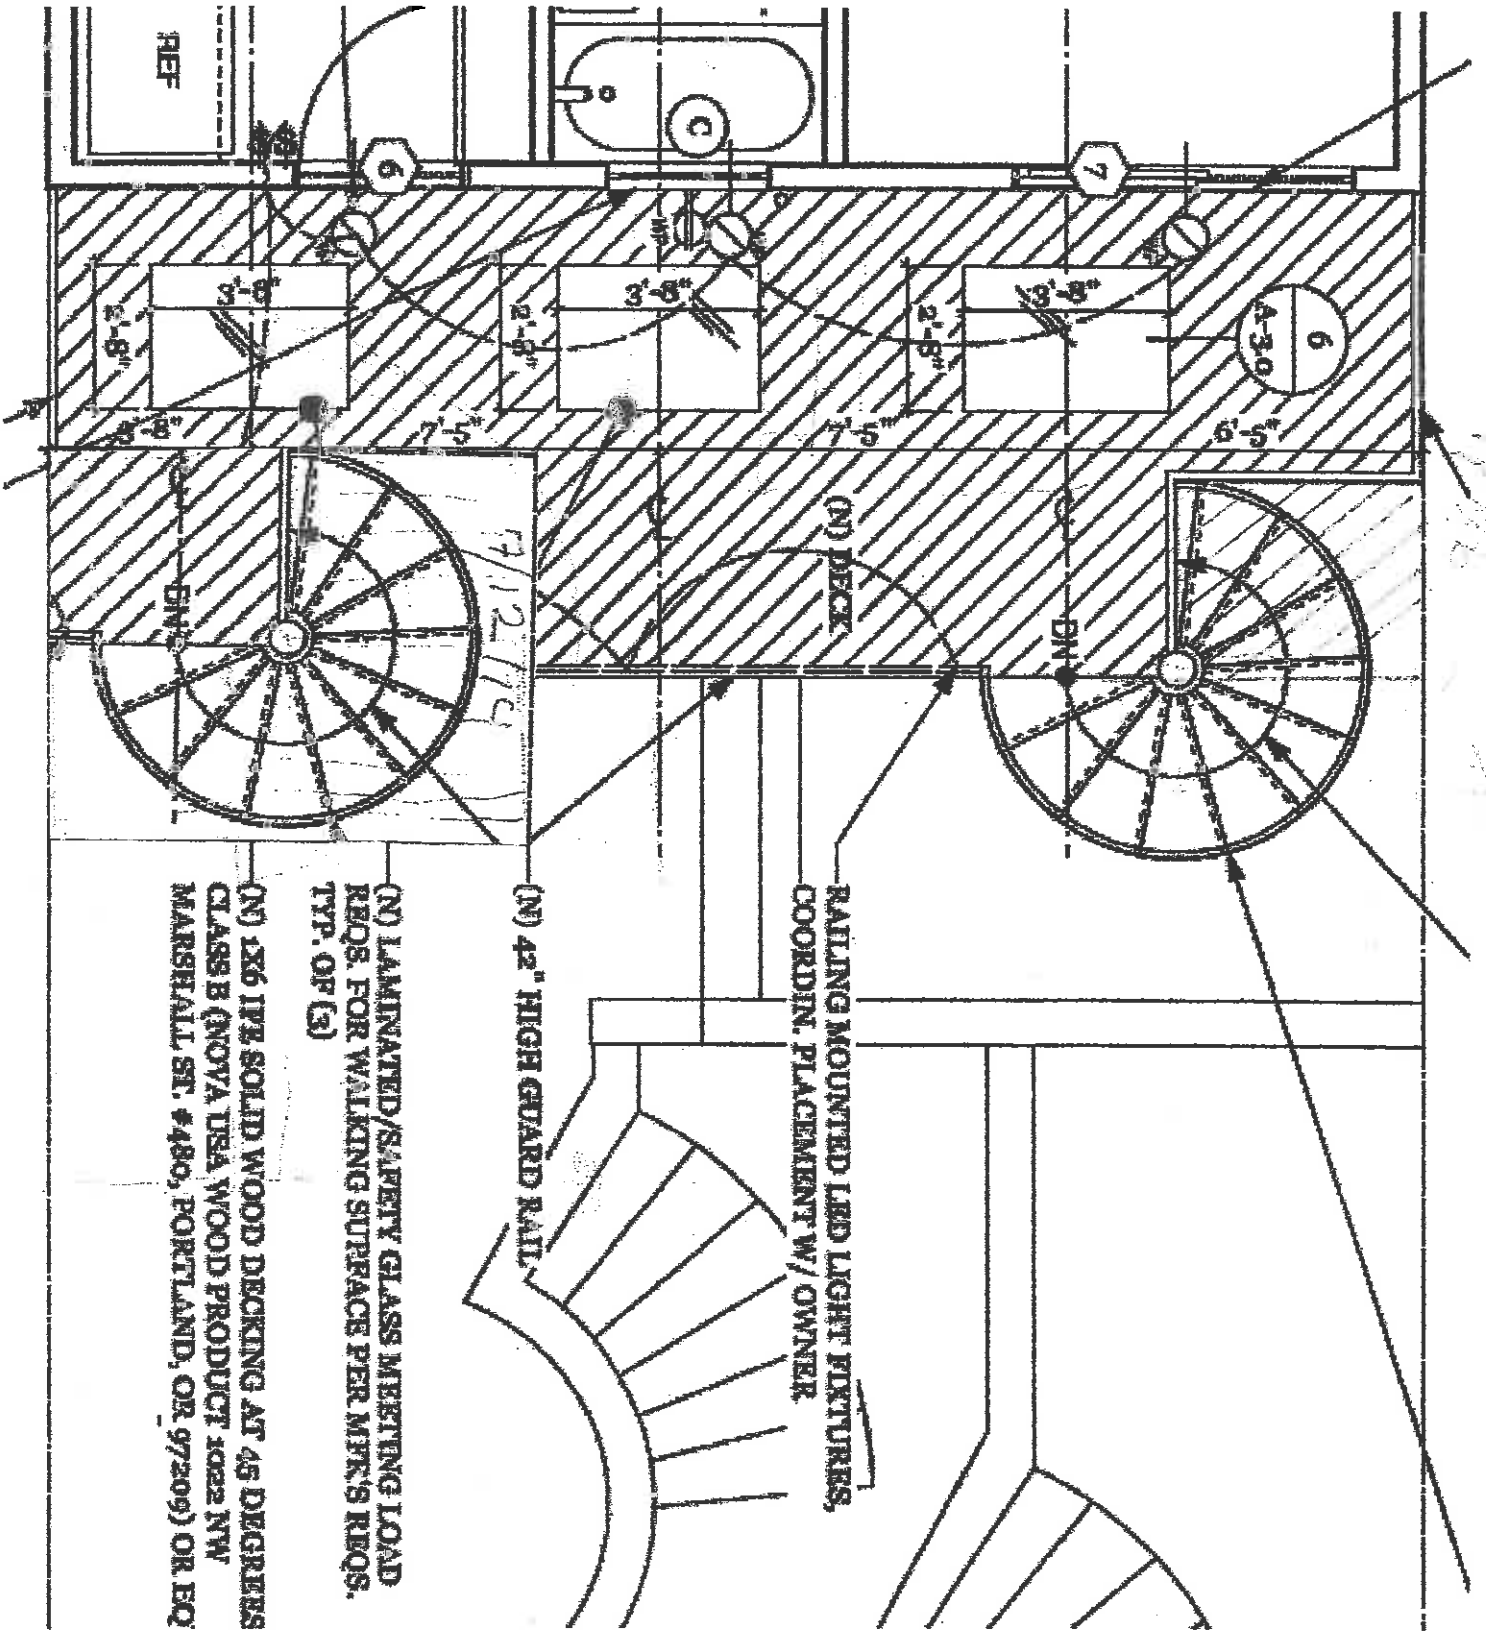 REF
C
6
7
3'-8"
3'-8"
3'-8"
2'-8"
2'-8"
2'-8"
6
A-3.0
7'-5"
7'-5"
6'-5"
(N) DECK
DN
DN
RAILING MOUNTED LED LIGHT FIXTURES,
COORDIN. PLACEMENT W/ OWNER
(N) 42" HIGH GUARD RAIL
(N) LAMINATED/SAFETY GLASS MEETING LOAD
REQS. FOR WALKING SURFACE PER MFR'S REQS.
TYP. OF (3)
(N) 1X6 IPE SOLID WOOD DECKING AT 45 DEGREES
CLASS B (NOVA USA WOOD PRODUCT 1022 NW
MARSHALL ST. #480, PORTLAND, OR 97209) OR EQ